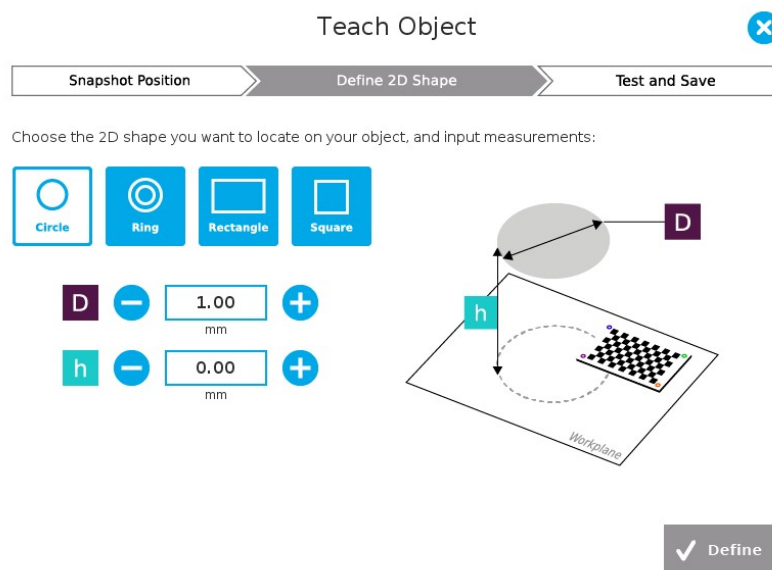 Teach Object
Snapshot Position
Define 2D Shape
Test and Save
Choose the 2D shape you want to locate on your object, and input measurements:
Circle
Ring
Rectangle
Square
D
1.00
mm
h
0.00
mm
D
h
Workplane
Define